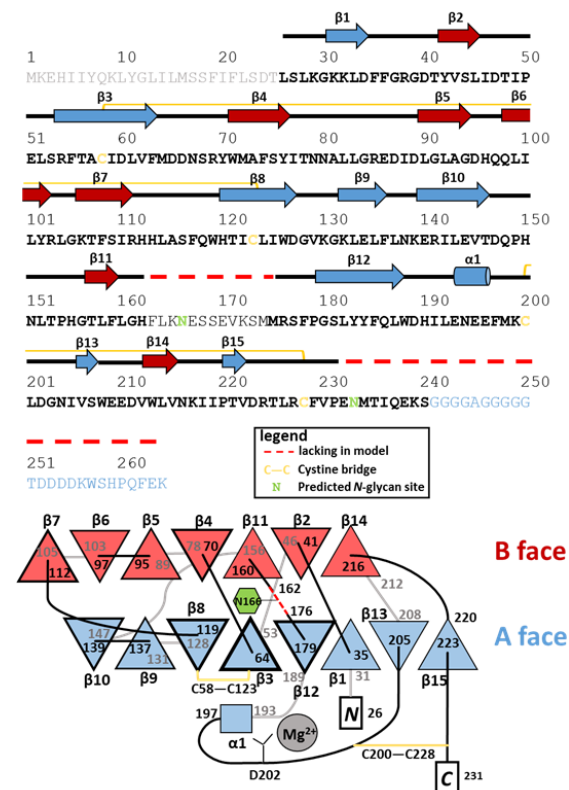 β1 β2
1 10 20 30 40 50
MKEHIIYQKLYGLILMSSFIFLSDTLSLKGKKLDFFGRGDTYVSLIDTIP
β3 β4 β5 β6
51 60 70 80 90 100
ELSRFTACIDLVFMDDNSRYWMAFSYITNNALLGREDIDLGLAGDHQQLI
β7 β8 β9 β10
101 110 120 130 140 150
LYRLGKTFSIRHHLASFQWHTICLIWDGVKGKLELFLNKERILEVTDQPH
β11 β12 α1
151 161 170 180 190 200
NLTPHGTLFLGHFLKNESSEVKSMMRSFPGSLYYFQLWDHILENEEFMKC
β13 β14 β15
201 210 220 230 240 250
LDGNIVSWEEDVWLVNKIIPTVDRTLRCFVPENMTIQEKSGGGGAGGGGG
251 260
TDDDDKWSHPQFEK
legend
lacking in model
C—C Cystine bridge
N Predicted N-glycan site
β7 β6 β5 β4 β11 β2 β14
105 103 78 70 156 46 41
112 97 95 89 160 216
B face
N166 162 176 212
β8 β13
147 139 137 131 119 128 53 64 179 35 208 205 220 223
A face
β10 β9 β3 189 β12 β1 31 β15
C58—C123
197 193 N 26
α1 Mg2+
D202 C200—C228
C 231